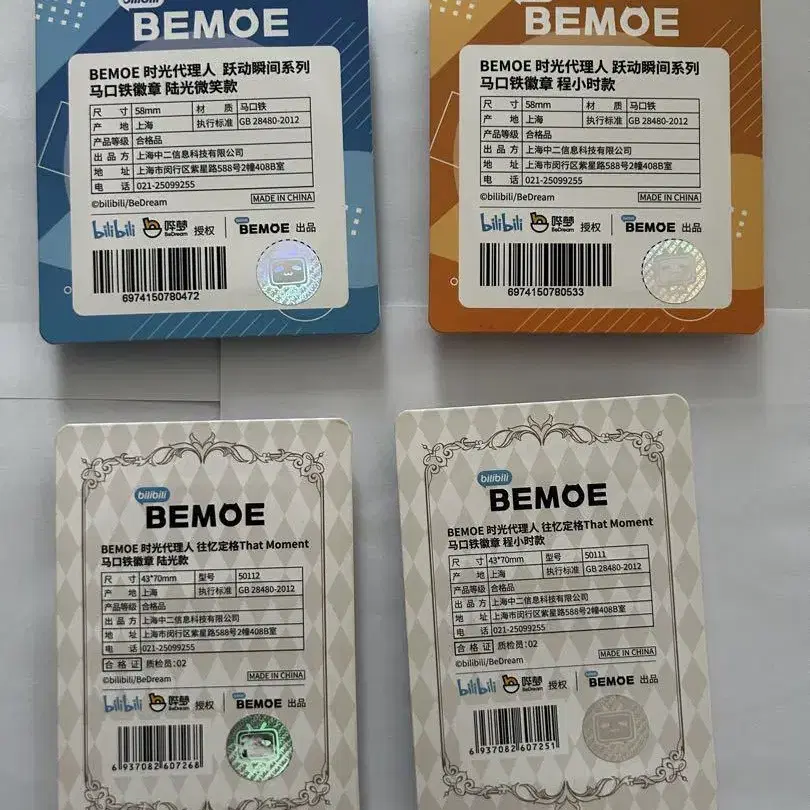 bilibili
BEMOE
BEMOE 时光代理人 跃动瞬间系列
马口铁徽章 陆光微笑款
尺 寸 58mm 材 质 马口铁
产 地 上海 执行标准 GB 28480-2012
产品等级 合格品
出 品 方 上海中二信息科技有限公司
地 址 上海市闵行区紫星路588号2幢408B室
电 话 021-25099255
©bilibili/BeDream MADE IN CHINA
bilibili 哔梦 BeDream 授权 BEMOE 出品
6974150780472
BEMOE
BEMOE 时光代理人 跃动瞬间系列
马口铁徽章 程小时款
尺 寸 58mm 材 质 马口铁
产 地 上海 执行标准 GB 28480-2012
产品等级 合格品
出 品 方 上海中二信息科技有限公司
地 址 上海市闵行区紫星路588号2幢408B室
电 话 021-25099255
©bilibili/BeDream MADE IN CHINA
bilibili 哔梦 BeDream 授权 BEMOE 出品
6974150780533
bilibili
BEMOE
BEMOE 时光代理人 往忆定格That Moment
马口铁徽章 陆光款
尺 寸 43*70mm 型号 50112
产 地 上海 执行标准 GB 28480-2012
产品等级 合格品
出 品 方 上海中二信息科技有限公司
地 址 上海市闵行区紫星路588号2幢408B室
电 话 021-25099255
合 格 证 质检员:02
©bilibili/BeDream MADE IN CHINA
bilibili 哔梦 BeDream 授权 BEMOE 出品
6 937082 607268
bilibili
BEMOE
BEMOE 时光代理人 往忆定格That Moment
马口铁徽章 程小时款
尺 寸 43*70mm 型号 50111
产 地 上海 执行标准 GB 28480-2012
产品等级 合格品
出 品 方 上海中二信息科技有限公司
地 址 上海市闵行区紫星路588号2幢408B室
电 话 021-25099255
合 格 证 质检员:02
©bilibili/BeDream MADE IN CHINA
bilibili 哔梦 BeDream 授权 BEMOE 出品
6 937082 607251